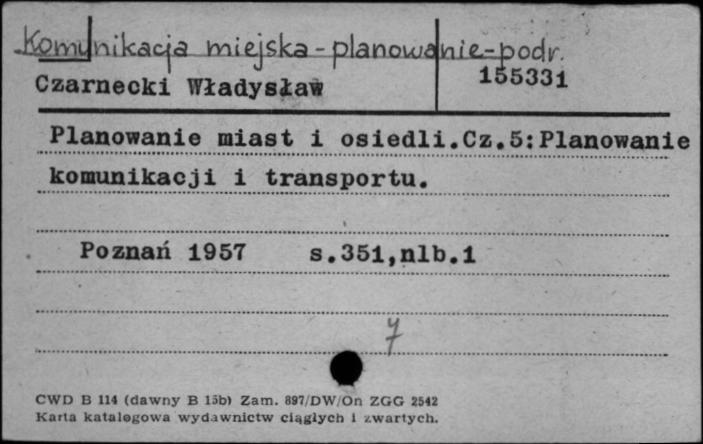 Komunikacja miejska - planowanie - podr.
Czarnecki Władysław 155331
Planowanie miast i osiedli.Cz.5:Planowanie
komunikacji i transportu.
Poznań 1957 s.351,nlb.1
7
CWD B 114 (dawny B 15b) Zam. 897/DW/On ZGG 2542
Karta katalogowa wydawnictw ciągłych i zwartych.